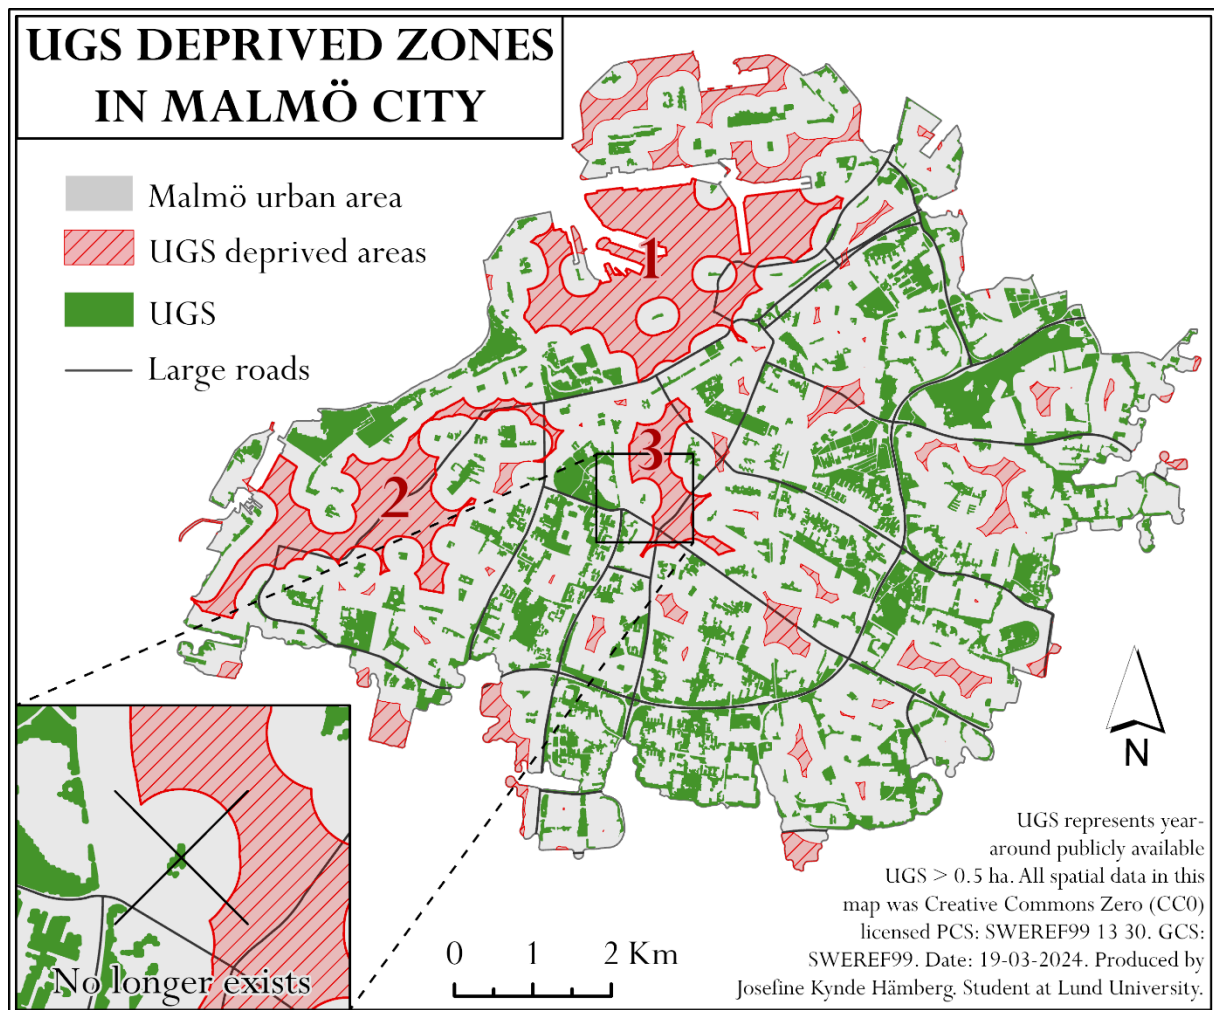 UGS DEPRIVED ZONES
IN MALMÖ CITY
Malmö urban area
UGS deprived areas
UGS
Large roads
1
2
3
No longer exists
0 1 2 Km
N
UGS represents year-
around publicly available
UGS > 0.5 ha. All spatial data in this
map was Creative Commons Zero (CC0)
licensed PCS: SWEREF99 13 30. GCS:
SWEREF99. Date: 19-03-2024. Produced by
Josefine Kynde Hämberg. Student at Lund University.